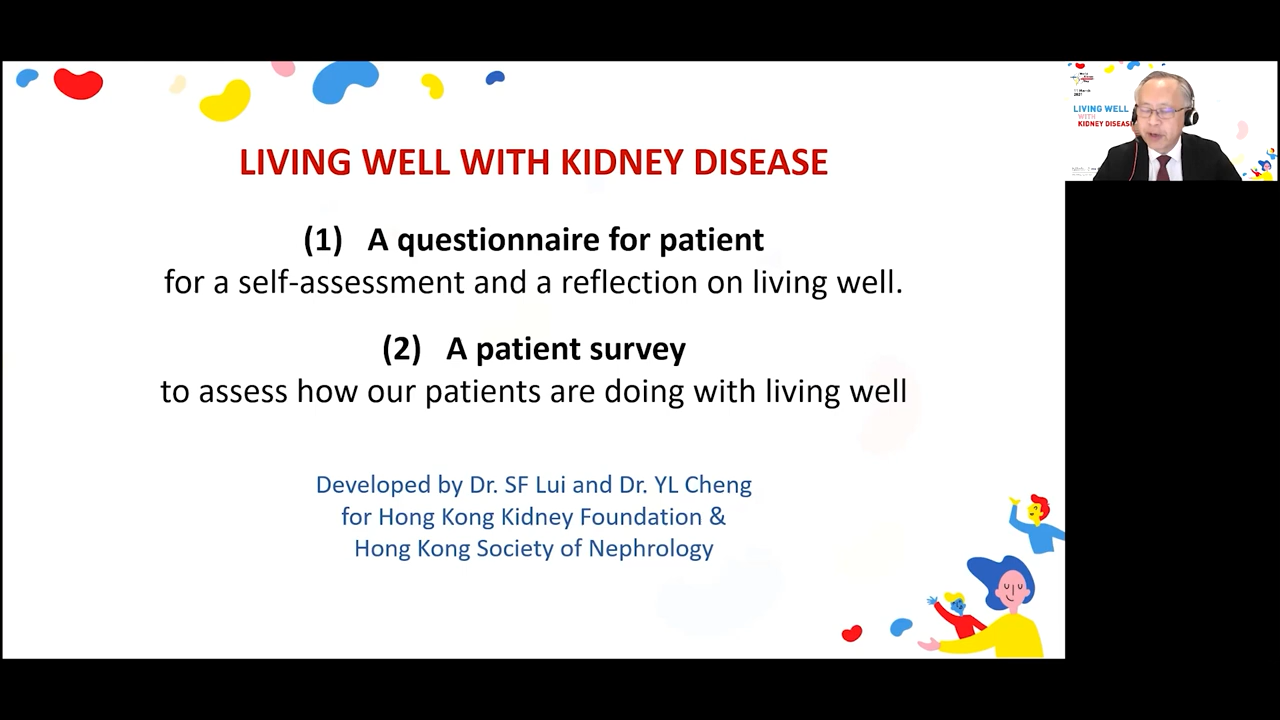 LIVING WELL WITH KIDNEY DISEASE
(1) A questionnaire for patient
for a self-assessment and a reflection on living well.
(2) A patient survey
to assess how our patients are doing with living well
Developed by Dr. SF Lui and Dr. YL Cheng
for Hong Kong Kidney Foundation &
Hong Kong Society of Nephrology
LIVING WELL
WITH
KIDNEY DISEASE